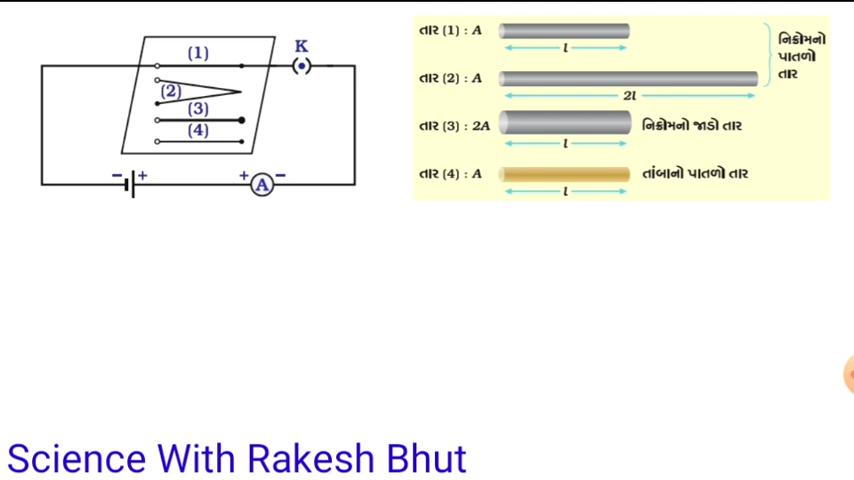 (1)
K
(2)
(3)
(4)
− +
+ A −
તાર (1) : A
l
તાર (2) : A
2l
નિક્રોમનો
પાતળો
તાર
તાર (3) : 2A
l
નિક્રોમનો જાડો તાર
તાર (4) : A
l
તાંબાનો પાતળો તાર
Science With Rakesh Bhut